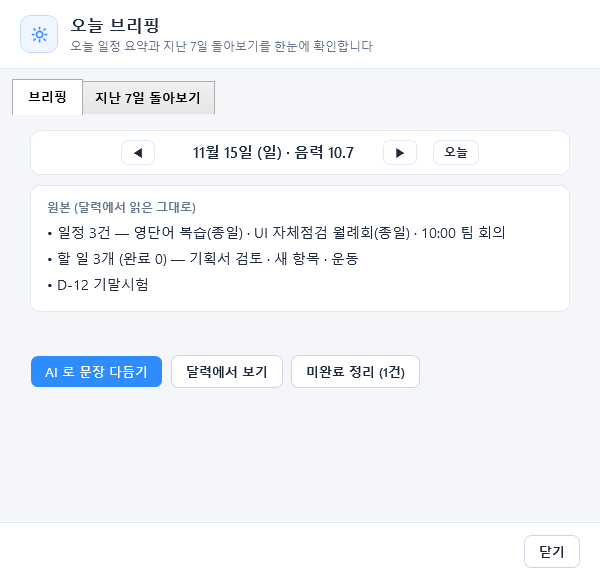 오늘 브리핑
오늘 일정 요약과 지난 7일 돌아보기를 한눈에 확인합니다
브리핑 지난 7일 돌아보기
◀ 11월 15일 (일) · 음력 10.7 ▶ 오늘
원본 (달력에서 읽은 그대로)
• 일정 3건 — 영단어 복습(종일) · UI 자체점검 월례회(종일) · 10:00 팀 회의
• 할 일 3개 (완료 0) — 기획서 검토 · 새 항목 · 운동
• D-12 기말시험
AI 로 문장 다듬기 달력에서 보기 미완료 정리 (1건)
닫기